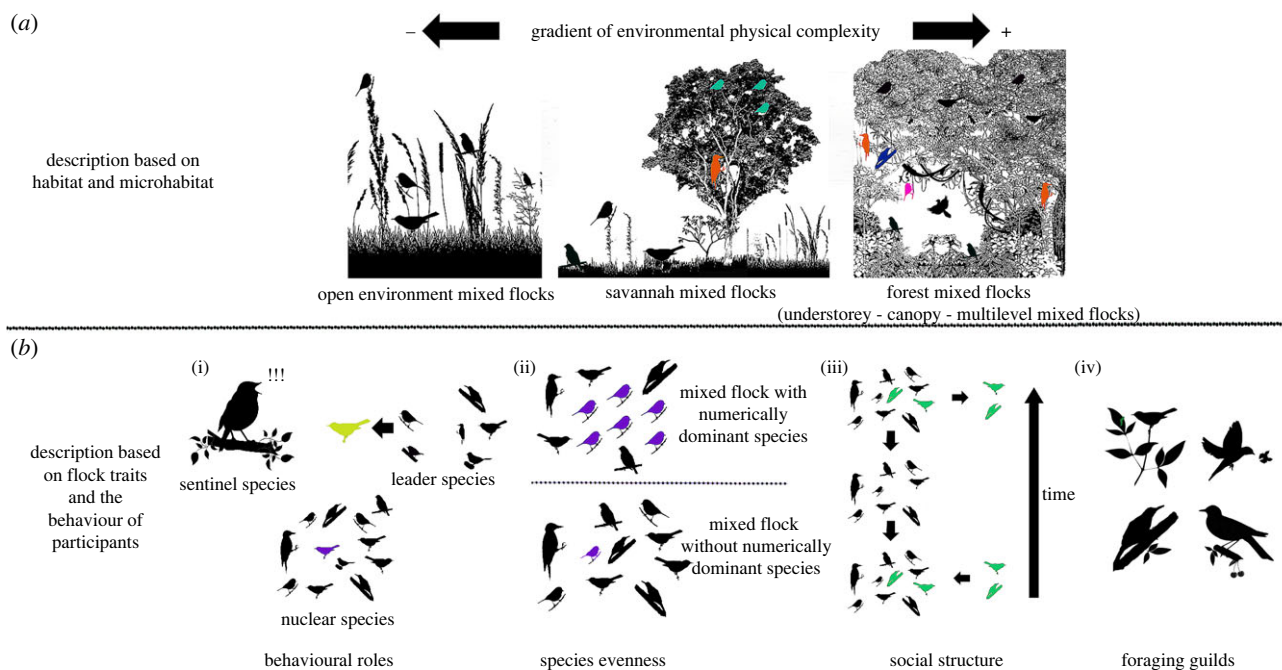 (a)
– gradient of environmental physical complexity +
description based on
habitat and microhabitat
open environment mixed flocks
savannah mixed flocks
forest mixed flocks
(understorey - canopy - multilevel mixed flocks)
(b)
description based
on flock traits
and the
behaviour of
participants
(i)
!!!
sentinel species
leader species
nuclear species
behavioural roles
(ii)
mixed flock with
numerically
dominant species
mixed flock
without numerically
dominant species
species evenness
(iii)
time
social structure
(iv)
foraging guilds